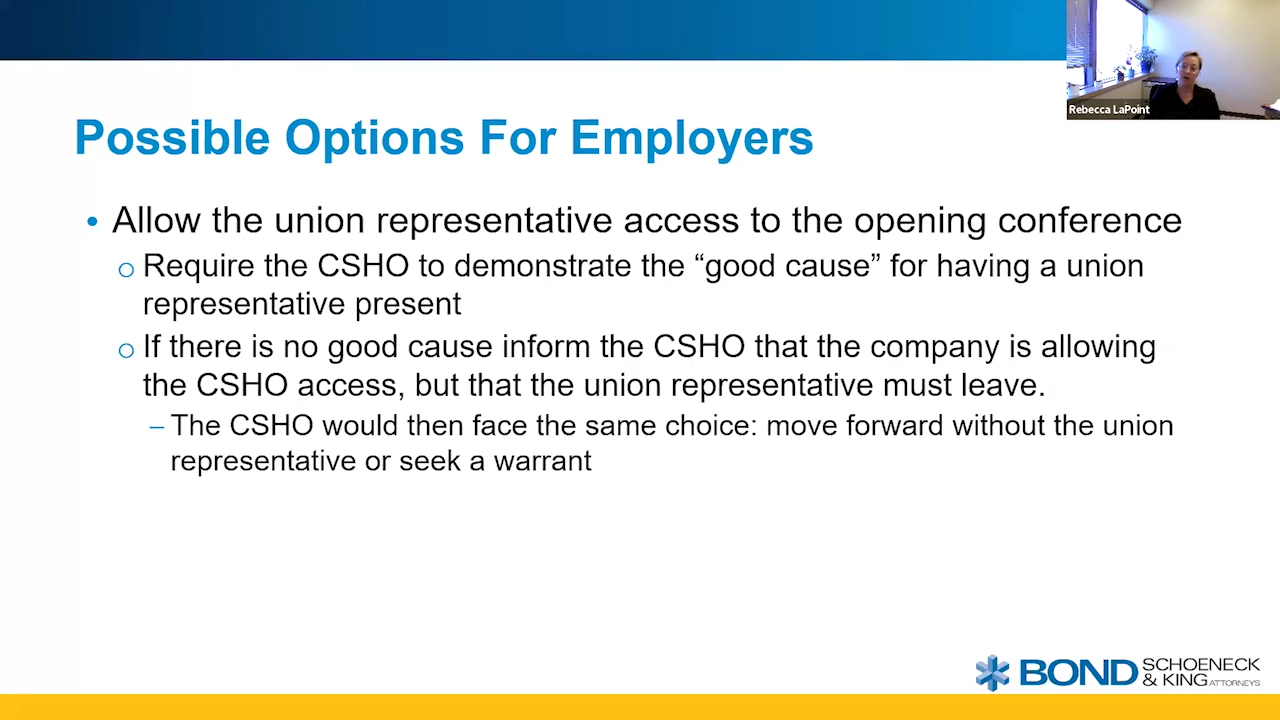 Rebecca LaPoint
Possible Options For Employers
• Allow the union representative access to the opening conference
o Require the CSHO to demonstrate the “good cause” for having a union
representative present
o If there is no good cause inform the CSHO that the company is allowing
the CSHO access, but that the union representative must leave.
– The CSHO would then face the same choice: move forward without the union
representative or seek a warrant
BOND SCHOENECK
& KING ATTORNEYS